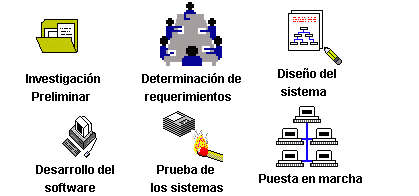 Investigación
Preliminar
Determinación de
requerimientos
Diseño del
sistema
Desarrollo del
software
Prueba de
los sistemas
Puesta en marcha